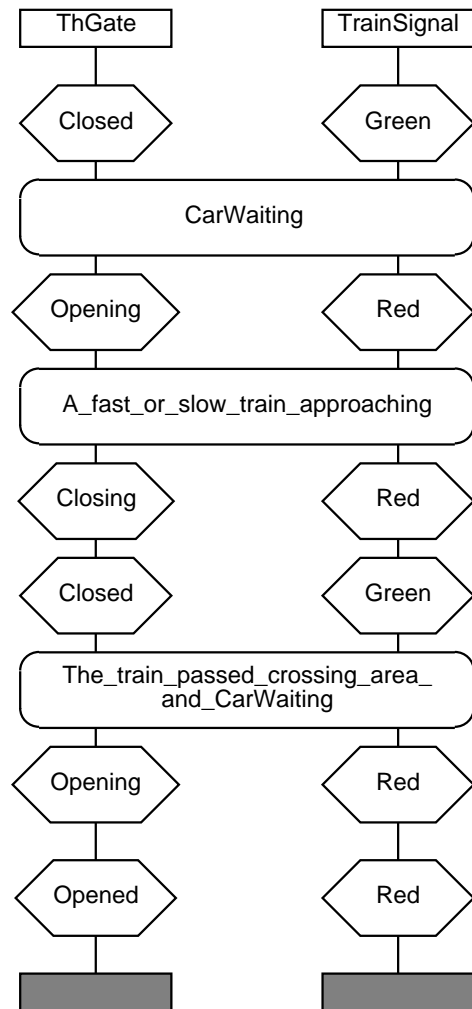 ThGate
TrainSignal
Closed
Green
CarWaiting
Opening
Red
A_fast_or_slow_train_approaching
Closing
Red
Closed
Green
The_train_passed_crossing_area_
and_CarWaiting
Opening
Red
Opened
Red